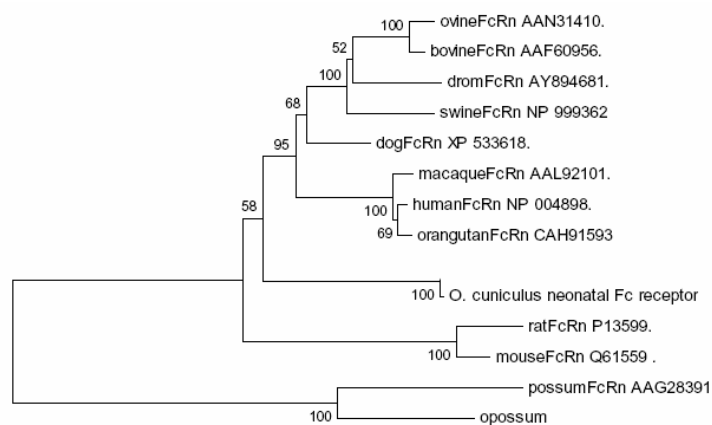 100
ovineFcRn AAN31410.
52
bovineFcRn AAF60956.
100
dromFcRn AY894681.
68
swineFcRn NP 999362
95
dogFcRn XP 533618.
macaqueFcRn AAL92101.
58
100
humanFcRn NP 004898.
69
orangutanFcRn CAH91593
100
O. cuniculus neonatal Fc receptor
ratFcRn P13599.
100
mouseFcRn Q61559 .
possumFcRn AAG28391
100
opossum